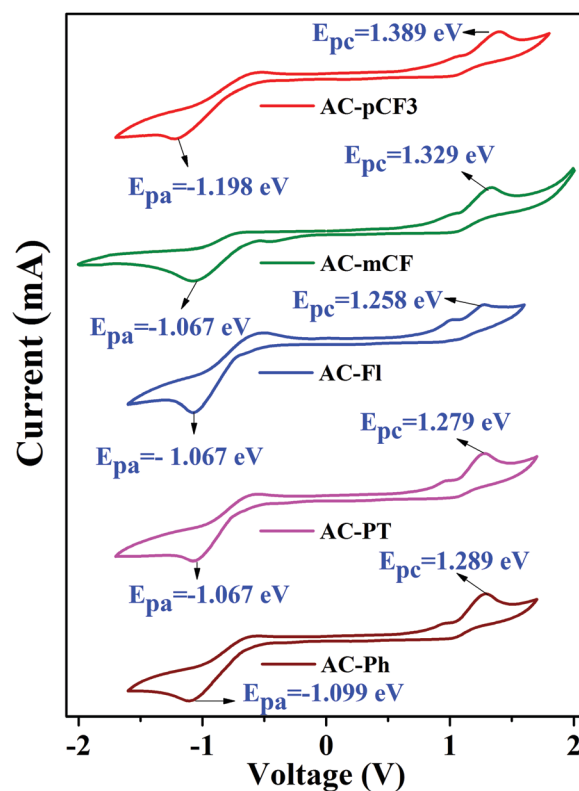 Epc=1.389 eV
AC-pCF3
Epa=-1.198 eV
Epc=1.329 eV
AC-mCF
Epa=-1.067 eV
Epc=1.258 eV
AC-Fl
Epa=- 1.067 eV
Epc=1.279 eV
AC-PT
Epa=-1.067 eV
Epc=1.289 eV
AC-Ph
Epa=-1.099 eV
Current (mA)
-2 -1 0 1 2
Voltage (V)